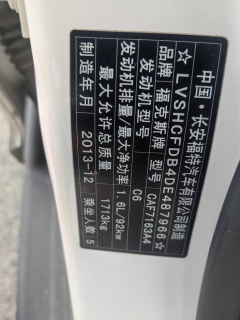 中国·长安福特汽车有限公司制造
☆LVSHCFDB4DE487966☆
品牌 福克斯牌 型号 CAF7163A4
发动机型号 C6
发动机排量,最大净功率 1.6L/92kw
最大允许总质量 1713kg
制造年月 2013-12 乘坐人数 5